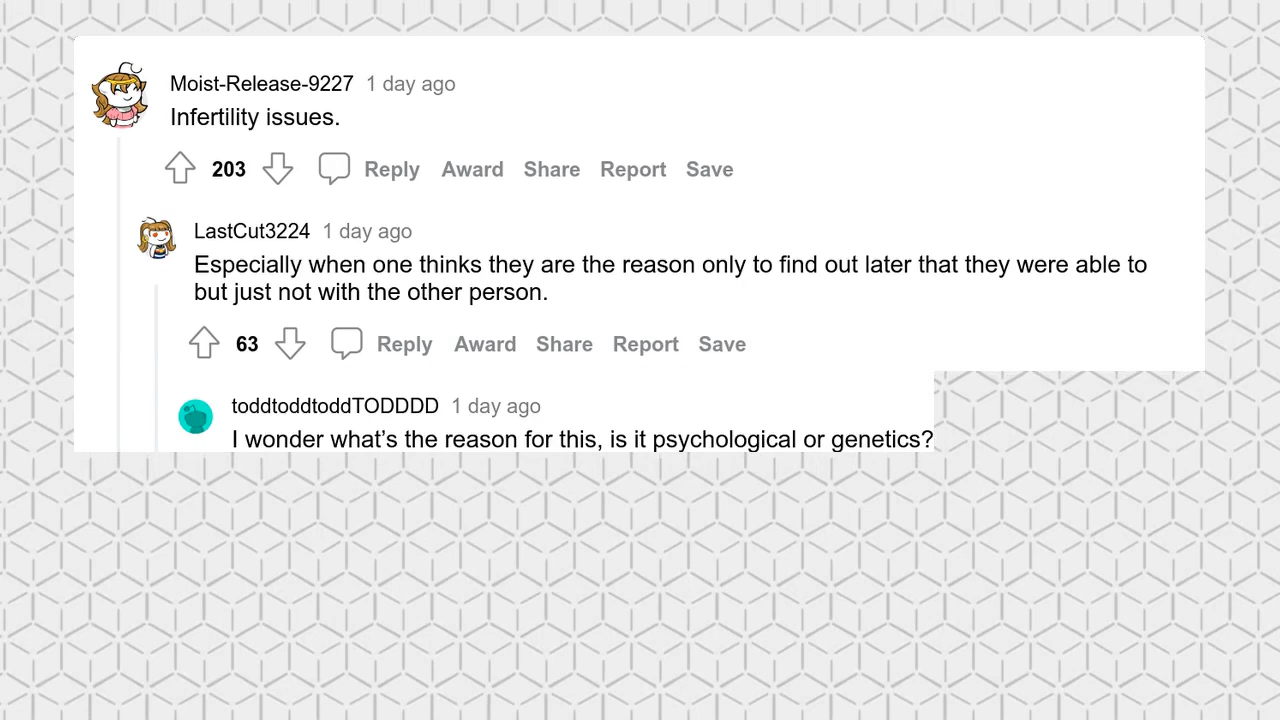 Moist-Release-9227 1 day ago
Infertility issues.
203 Reply Award Share Report Save
LastCut3224 1 day ago
Especially when one thinks they are the reason only to find out later that they were able to
but just not with the other person.
63 Reply Award Share Report Save
toddtoddtoddTODDDD 1 day ago
I wonder what’s the reason for this, is it psychological or genetics?